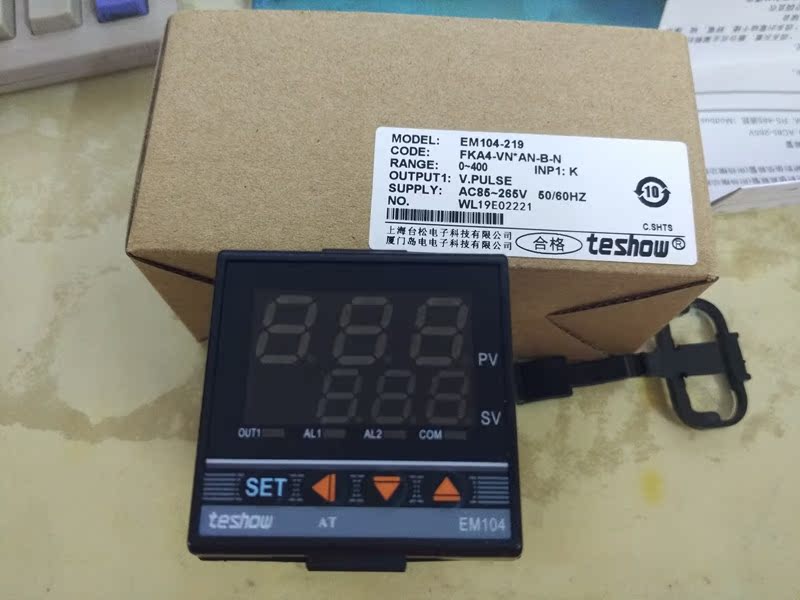 MODEL: EM104-219
CODE: FKA4-VN*AN-B-N
RANGE: 0~400 INP1: K
OUTPUT1: V.PULSE
SUPPLY: AC85~265V 50/60HZ
NO. WL19E02221
10
C.SHTS
上海台松电子科技有限公司
厦门岛电电子科技有限公司
合格 teshow®
PV
SV
OUT1 AL1 AL2 COM
SET
teshow AT EM104